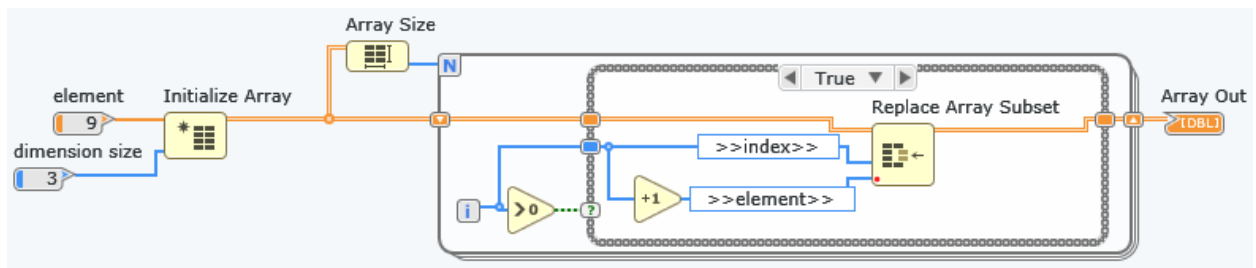 Array Size
N
True
element
Initialize Array
Replace Array Subset
Array Out
9
[DBL]
dimension size
>>index>>
3
i
>0
?
+1
>>element>>